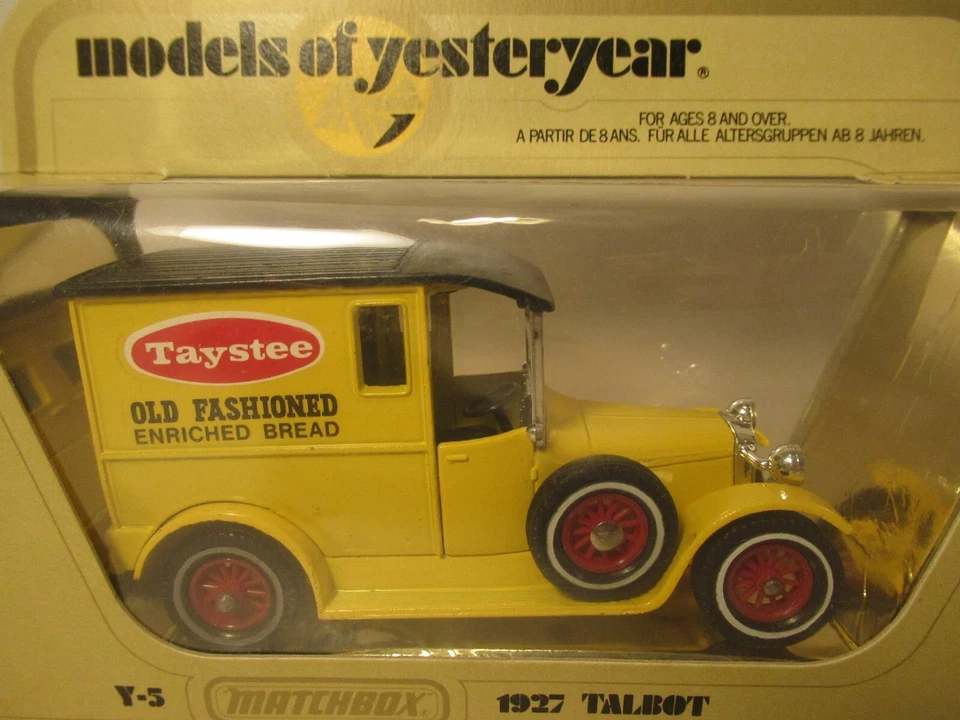 models of yesteryear.®
FOR AGES 8 AND OVER.
A PARTIR DE 8 ANS. FÜR ALLE ALTERSGRUPPEN AB 8 JAHREN.
Taystee
OLD FASHIONED
ENRICHED BREAD
Y-5 MATCHBOX 1927 TALBOT